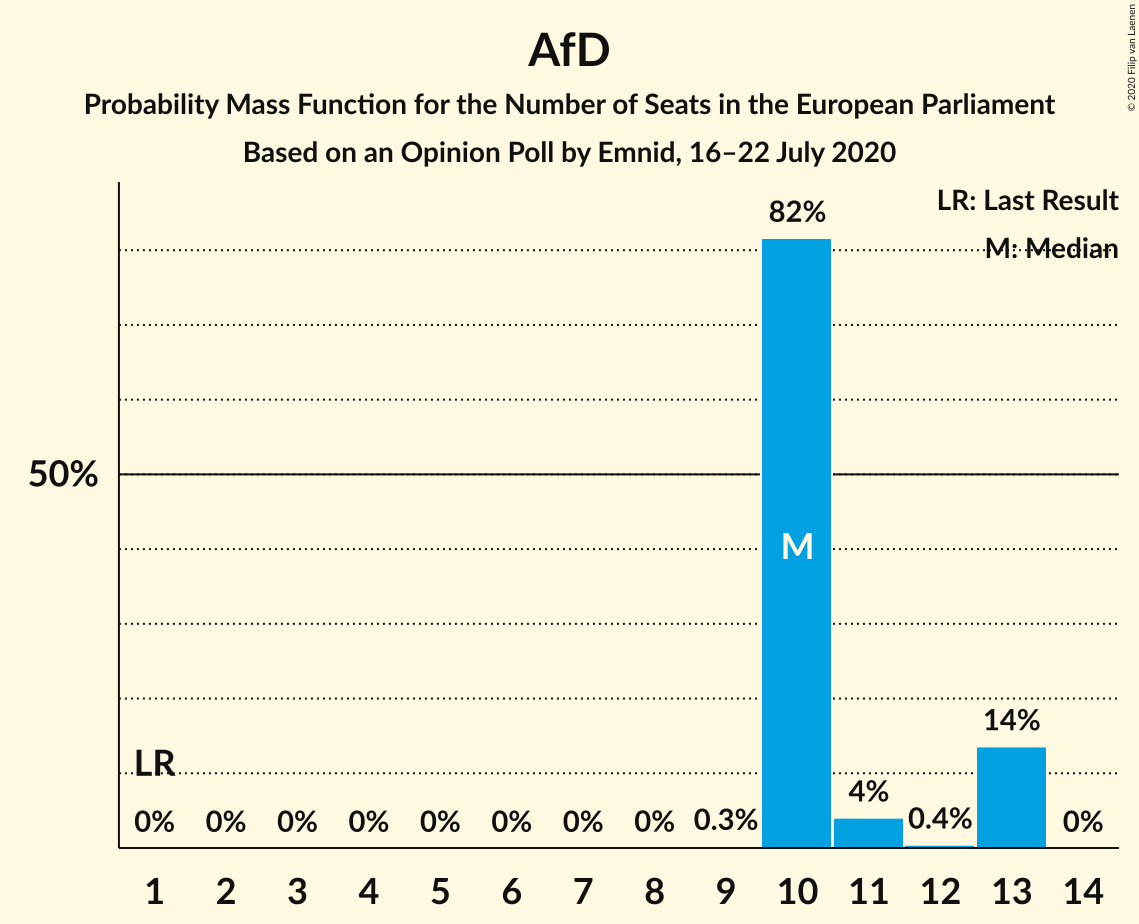 AfD
Probability Mass Function for the Number of Seats in the European Parliament
Based on an Opinion Poll by Emnid, 16–22 July 2020
© 2020 Filip van Laenen
LR: Last Result
M: Median
82%
50%
M
14%
LR
4%
0% 0% 0% 0% 0% 0% 0% 0% 0.3% 0.4% 0%
1 2 3 4 5 6 7 8 9 10 11 12 13 14